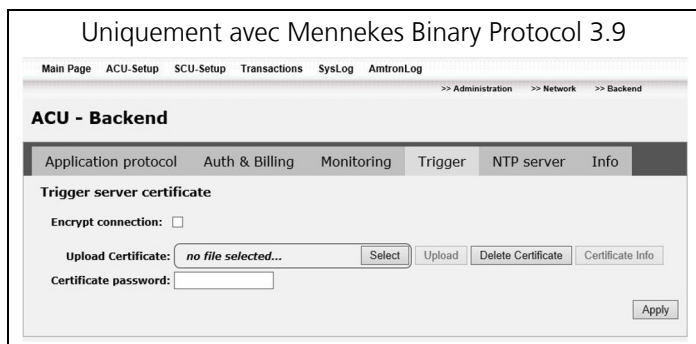 Uniquement avec Mennekes Binary Protocol 3.9
Main Page ACU-Setup SCU-Setup Transactions SysLog AmtronLog
>> Administration >> Network >> Backend
ACU - Backend
Application protocol Auth & Billing Monitoring Trigger NTP server Info
Trigger server certificate
Encrypt connection:
Upload Certificate: no file selected... Select Upload Delete Certificate Certificate Info
Certificate password:
Apply